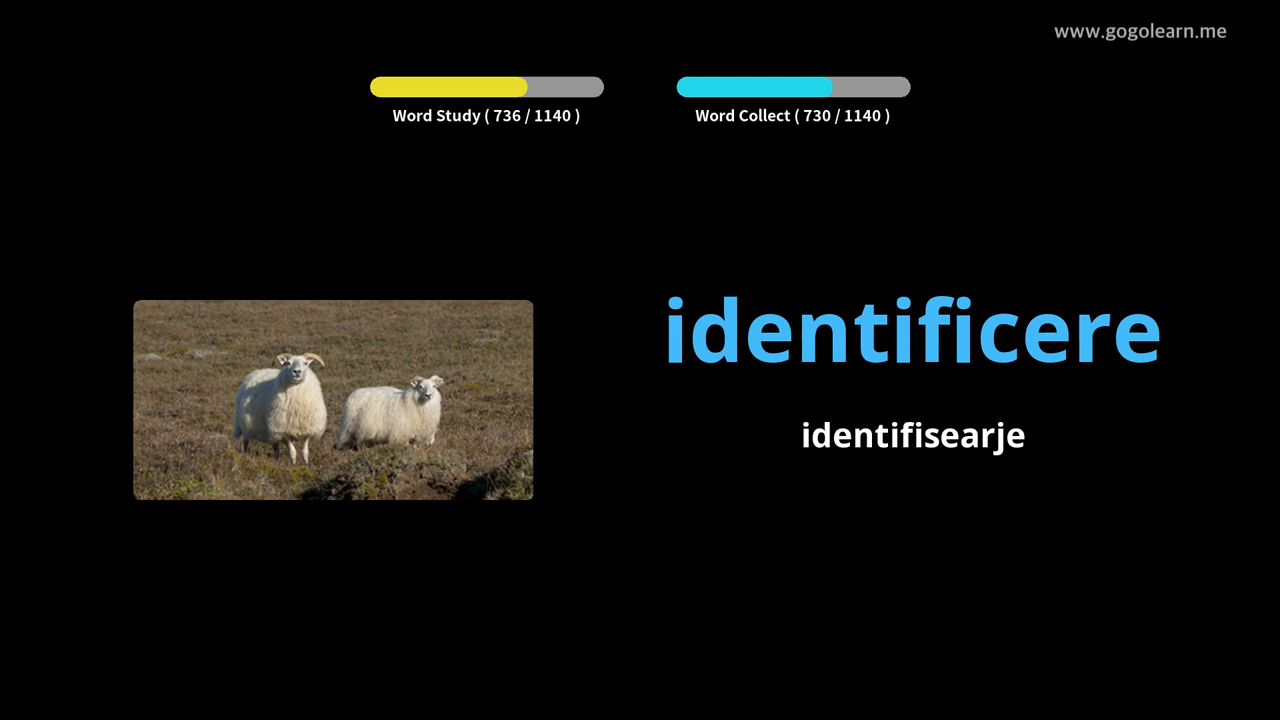 www.gogolearn.me
Word Study ( 736 / 1140 )
Word Collect ( 730 / 1140 )
identificere
identifisearje